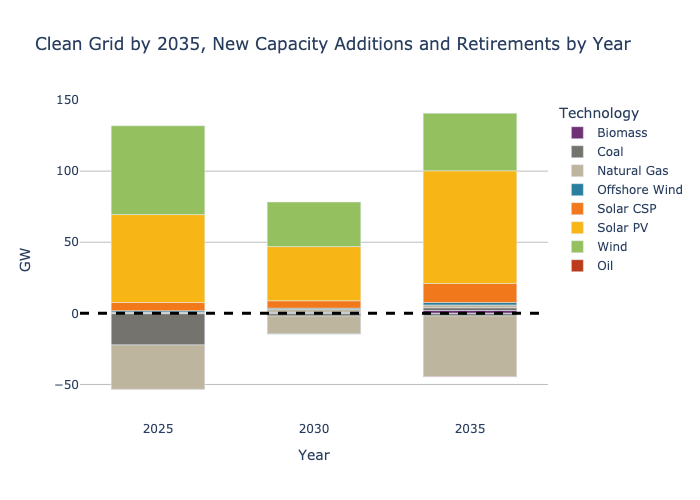 Clean Grid by 2035, New Capacity Additions and Retirements by Year
150
100
50
0
−50
GW
2025
2030
2035
Year
Technology
Biomass
Coal
Natural Gas
Offshore Wind
Solar CSP
Solar PV
Wind
Oil